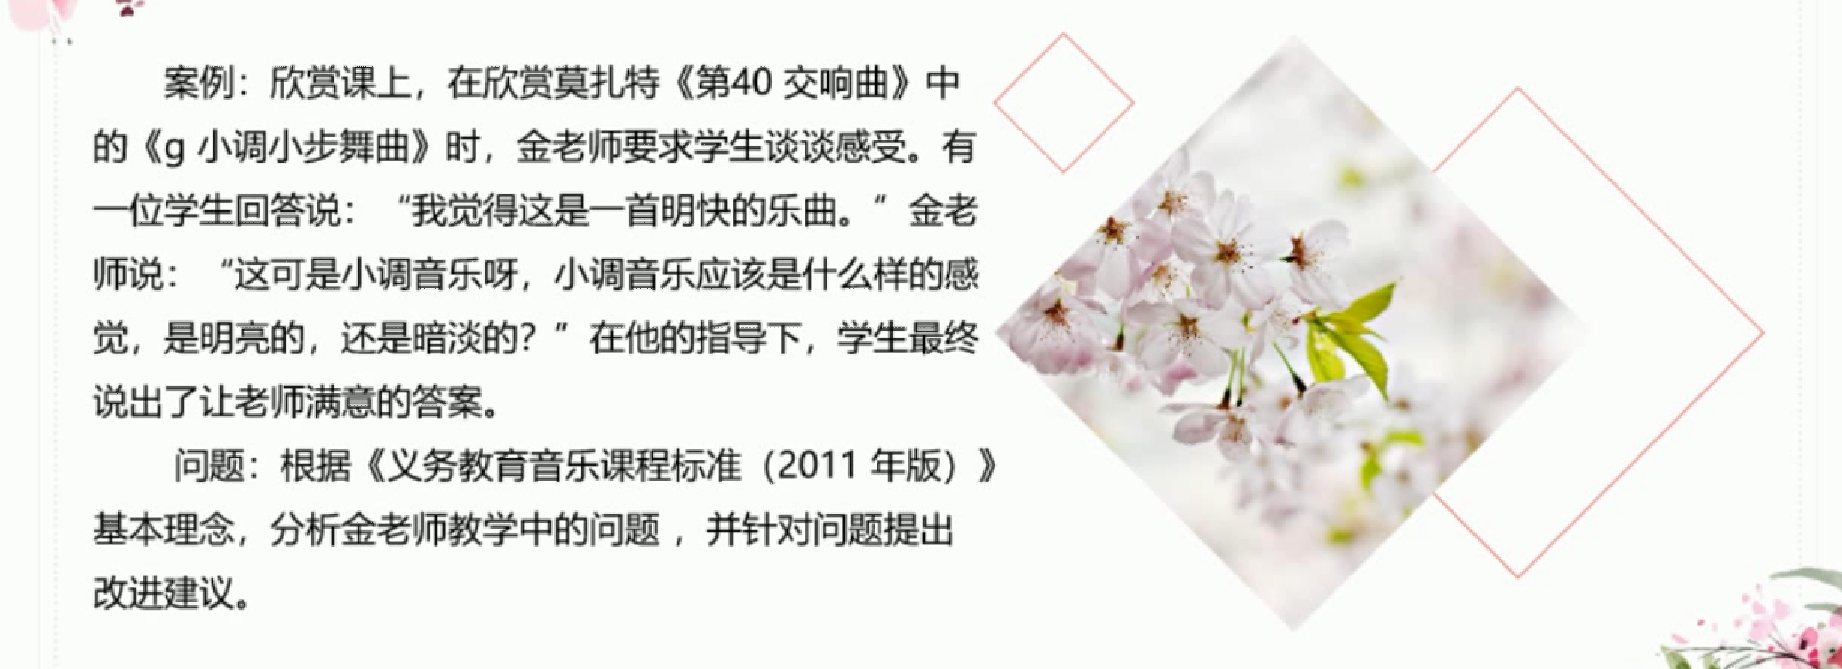 案例：欣赏课上，在欣赏莫扎特《第40 交响曲》中
的《g 小调小步舞曲》时，金老师要求学生谈谈感受。有
一位学生回答说：“我觉得这是一首明快的乐曲。”金老
师说：“这可是小调音乐呀，小调音乐应该是什么样的感
觉，是明亮的，还是暗淡的？”在他的指导下，学生最终
说出了让老师满意的答案。
问题：根据《义务教育音乐课程标准（2011 年版）》
基本理念，分析金老师教学中的问题 ，并针对问题提出
改进建议。